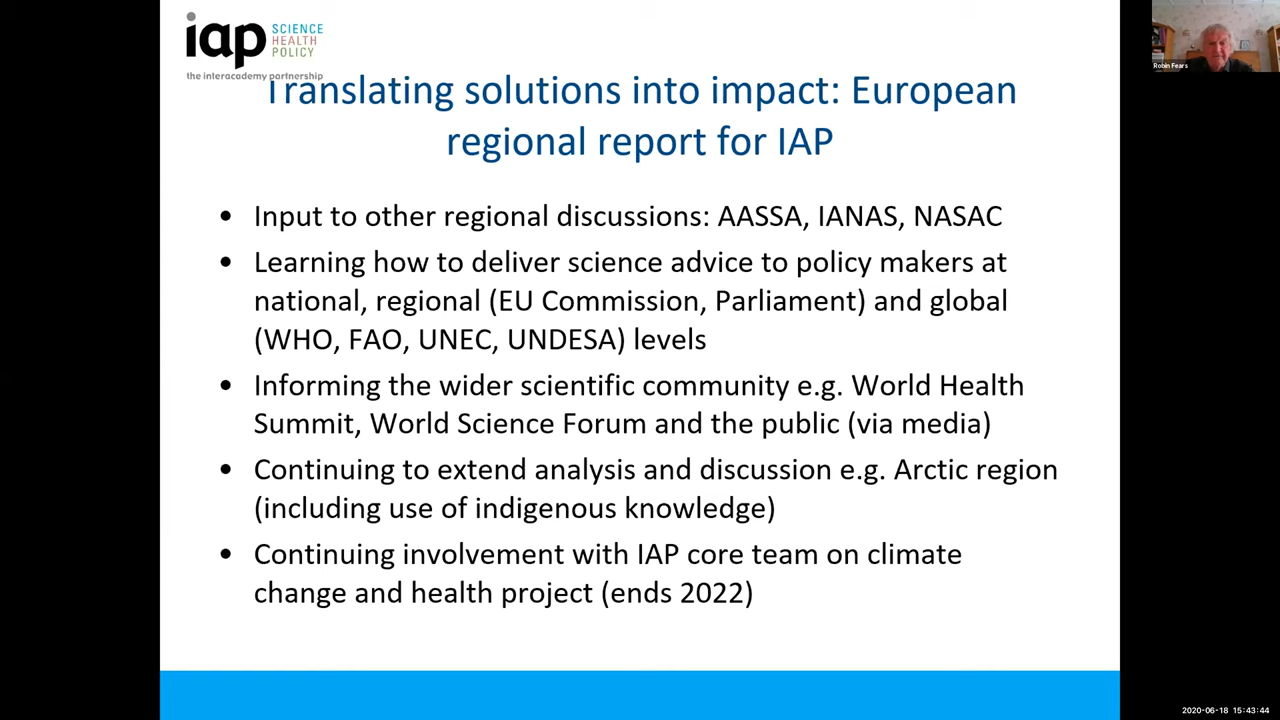 iap SCIENCE
HEALTH
POLICY
the interacademy partnership
Robin Fears
Translating solutions into impact: European
regional report for IAP
• Input to other regional discussions: AASSA, IANAS, NASAC
• Learning how to deliver science advice to policy makers at
national, regional (EU Commission, Parliament) and global
(WHO, FAO, UNEC, UNDESA) levels
• Informing the wider scientific community e.g. World Health
Summit, World Science Forum and the public (via media)
• Continuing to extend analysis and discussion e.g. Arctic region
(including use of indigenous knowledge)
• Continuing involvement with IAP core team on climate
change and health project (ends 2022)
2020-06-18 15:43:44